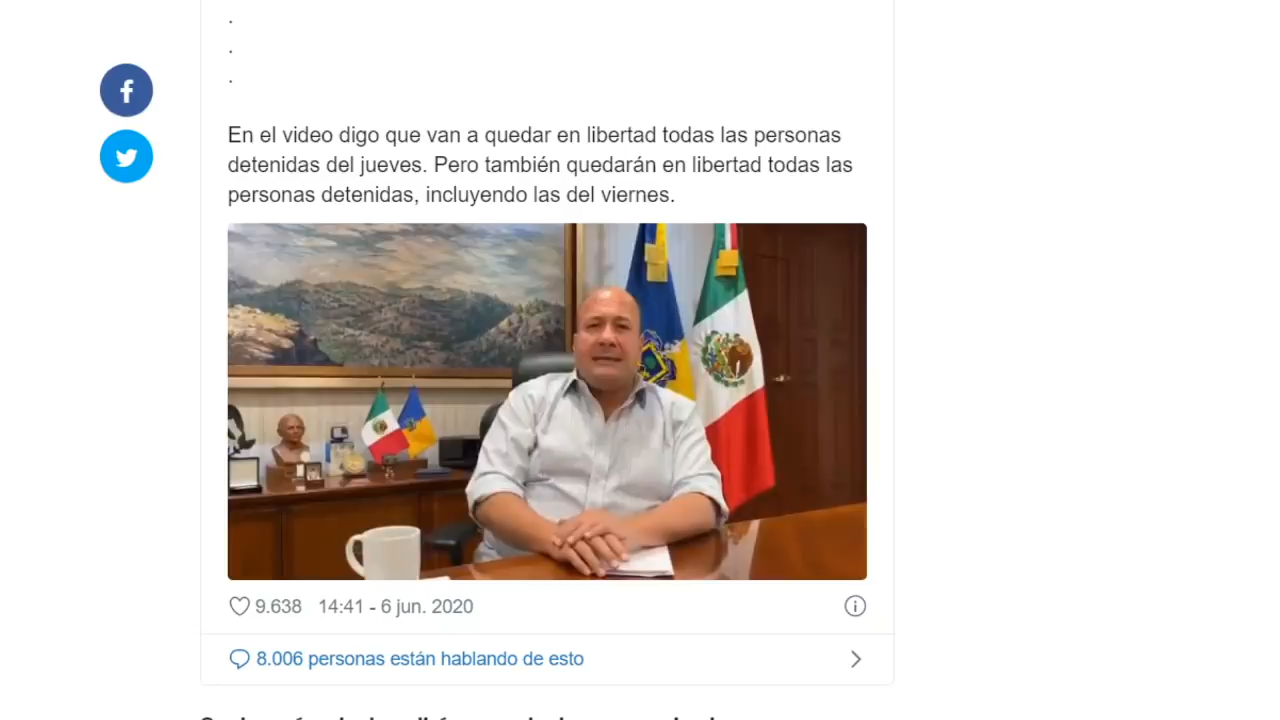 .
.
.
En el video digo que van a quedar en libertad todas las personas
detenidas del jueves. Pero también quedarán en libertad todas las
personas detenidas, incluyendo las del viernes.
9.638 14:41 - 6 jun. 2020
8.006 personas están hablando de esto